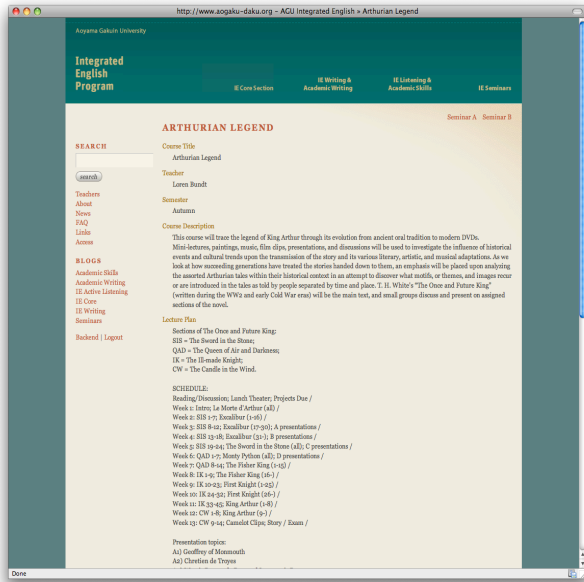 http://www.aogaku-daku.org – AGU Integrated English » Arthurian Legend
Aoyama Gakuin University
Integrated
English
Program
IE Core Section
IE Writing &
Academic Writing
IE Listening &
Academic Skills
IE Seminars
Seminar A Seminar B
ARTHURIAN LEGEND
SEARCH
search
Teachers
About
News
FAQ
Links
Access
BLOGS
Academic Skills
Academic Writing
IE Active Listening
IE Core
IE Writing
Seminars
Backend | Logout
Course Title
Arthurian Legend
Teacher
Loren Bundt
Semester
Autumn
Course Description
This course will trace the legend of King Arthur through its evolution from ancient oral tradition to modern DVDs.
Mini-lectures, paintings, music, film clips, presentations, and discussions will be used to investigate the influence of historical
events and cultural trends upon the transmission of the story and its various literary, artistic, and musical adaptations. As we
look at how succeeding generations have treated the stories handed down to them, an emphasis will be placed upon analyzing
the assorted Arthurian tales within their historical context in an attempt to discover what motifs, or themes, and images recur
or are introduced in the tales as told by people separated by time and place. T. H. White's "The Once and Future King"
(written during the WW2 and early Cold War eras) will be the main text, and small groups discuss and present on assigned
sections of the novel.
Lecture Plan
Sections of The Once and Future King:
SIS = The Sword in the Stone;
QAD = The Queen of Air and Darkness;
IK = The Ill-made Knight;
CW = The Candle in the Wind.
SCHEDULE:
Reading/Discussion; Lunch Theater; Projects Due /
Week 1: Intro; Le Morte d'Arthur (all) /
Week 2: SIS 1-7; Excalibur (1-16) /
Week 3: SIS 8-12; Excalibur (17-30); A presentations /
Week 4: SIS 13-18; Excalibur (31-); B presentations /
Week 5: SIS 19-24; The Sword in the Stone (all); C presentations /
Week 6: QAD 1-7; Monty Python (all); D presentations /
Week 7: QAD 8-14; The Fisher King (1-15) /
Week 8: IK 1-9; The Fisher King (16-) /
Week 9: IK 10-23; First Knight (1-25) /
Week 10: IK 24-32; First Knight (26-) /
Week 11: IK 33-45; King Arthur (1-8) /
Week 12: CW 1-8; King Arthur (9-) /
Week 13: CW 9-14; Camelot Clips; Story / Exam /
Presentation topics:
A1) Geoffrey of Monmouth
A2) Chretien de Troyes
Done